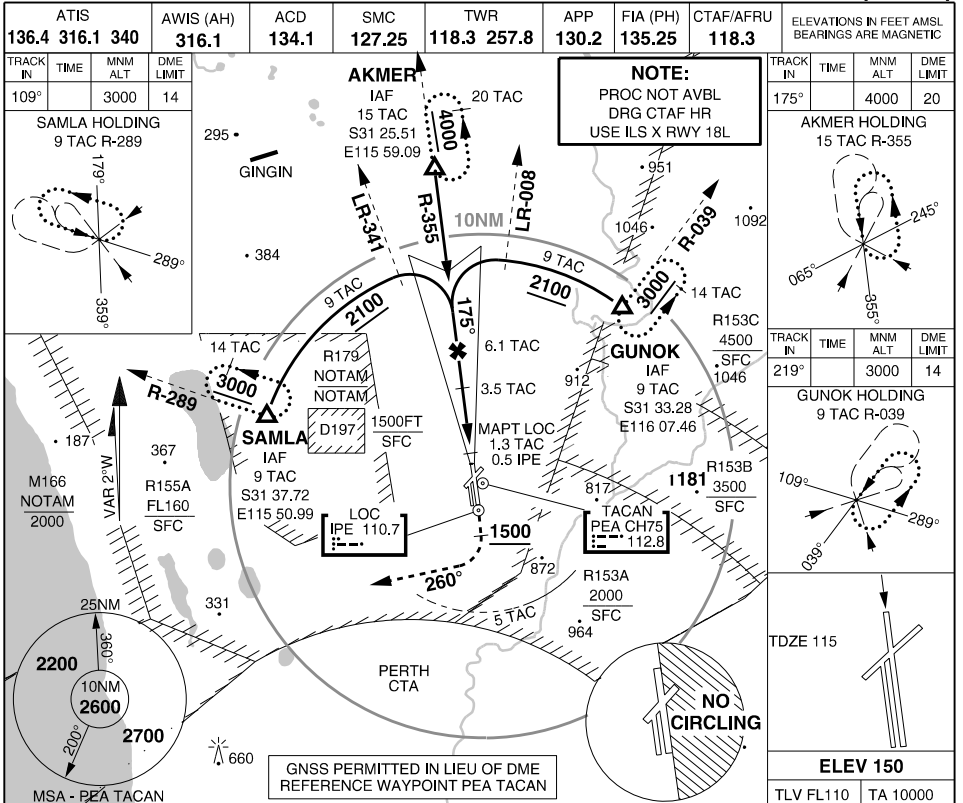 ATIS
136.4 316.1 340
AWIS (AH)
316.1
ACD
134.1
SMC
127.25
TWR
118.3 257.8
APP
130.2
FIA (PH)
135.25
CTAF/AFRU
118.3
ELEVATIONS IN FEET AMSL
BEARINGS ARE MAGNETIC
TRACK IN
TIME
MNM ALT
DME LIMIT
109°
3000
14
SAMLA HOLDING
9 TAC R-289
179°
289°
359°
AKMER
IAF
15 TAC
S31 25.51
E115 59.09
20 TAC
4000
NOTE:
PROC NOT AVBL
DRG CTAF HR
USE ILS X RWY 18L
TRACK IN
TIME
MNM ALT
DME LIMIT
175°
4000
20
AKMER HOLDING
15 TAC R-355
245°
065°
355°
295
GINGIN
384
LR-341
R-355
LR-008
10NM
951
1046
R-039
1092
9 TAC
2100
9 TAC
2100
3000
14 TAC
175°
6.1 TAC
3.5 TAC
GUNOK
IAF
9 TAC
S31 33.28
E116 07.46
912
R153C
4500
SFC
1046
TRACK IN
TIME
MNM ALT
DME LIMIT
219°
3000
14
GUNOK HOLDING
9 TAC R-039
109°
289°
039°
14 TAC
3000
R-289
SAMLA
IAF
9 TAC
S31 37.72
E115 50.99
R179
NOTAM
NOTAM
D197
1500FT
SFC
MAPT LOC
1.3 TAC
0.5 IPE
187
VAR 2°W
367
R155A
FL160
SFC
M166
NOTAM
2000
LOC
IPE 110.7
817
1181
R153B
3500
SFC
TACAN
PEA CH75
112.8
1500
260°
872
R153A
2000
SFC
5 TAC
964
331
25NM
360°
2200
10NM
2600
2700
200°
MSA - PEA TACAN
PERTH
CTA
660
GNSS PERMITTED IN LIEU OF DME
REFERENCE WAYPOINT PEA TACAN
NO
CIRCLING
TDZE 115
ELEV 150
TLV FL110
TA 10000